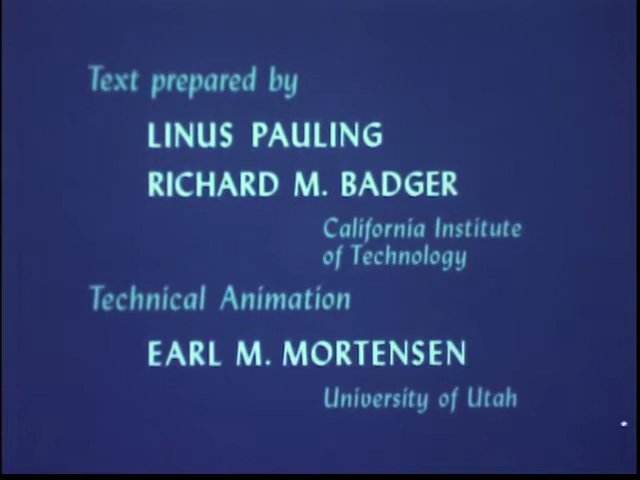 Text prepared by
LINUS PAULING
RICHARD M. BADGER
California Institute
of Technology
Technical Animation
EARL M. MORTENSEN
University of Utah